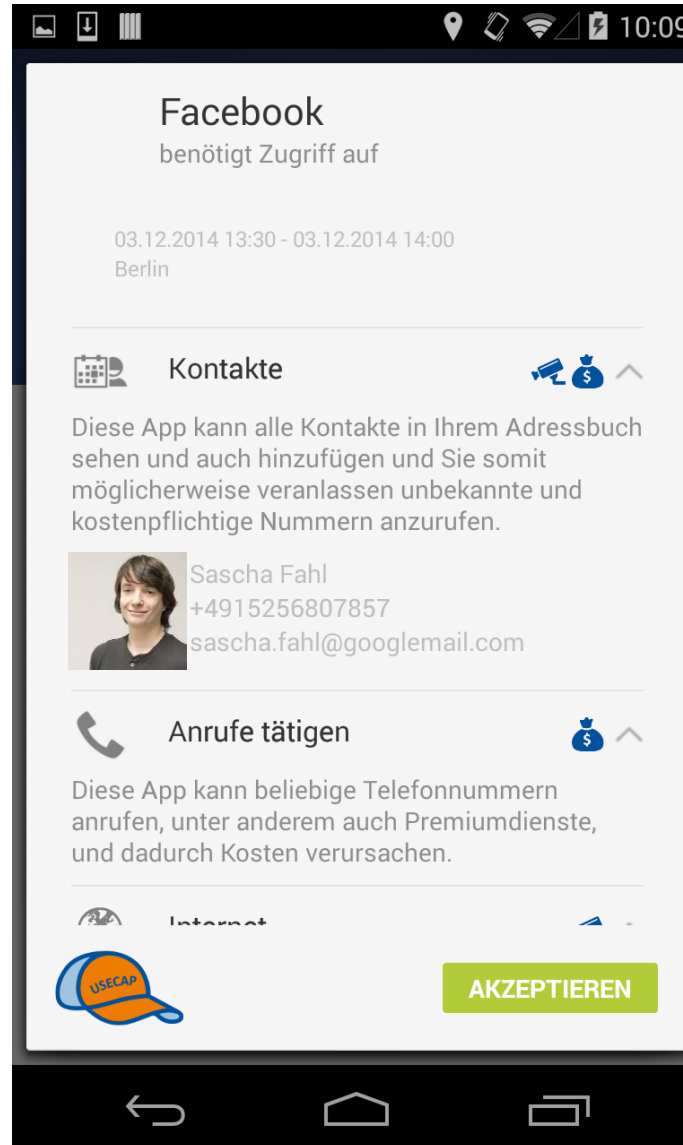 10:09
Facebook
benötigt Zugriff auf
03.12.2014 13:30 - 03.12.2014 14:00
Berlin
Kontakte
$
Diese App kann alle Kontakte in Ihrem Adressbuch
sehen und auch hinzufügen und Sie somit
möglicherweise veranlassen unbekannte und
kostenpflichtige Nummern anzurufen.
Sascha Fahl
+4915256807857
sascha.fahl@googlemail.com
Anrufe tätigen
$
Diese App kann beliebige Telefonnummern
anrufen, unter anderem auch Premiumdienste,
und dadurch Kosten verursachen.
Internet
USECAP
AKZEPTIEREN